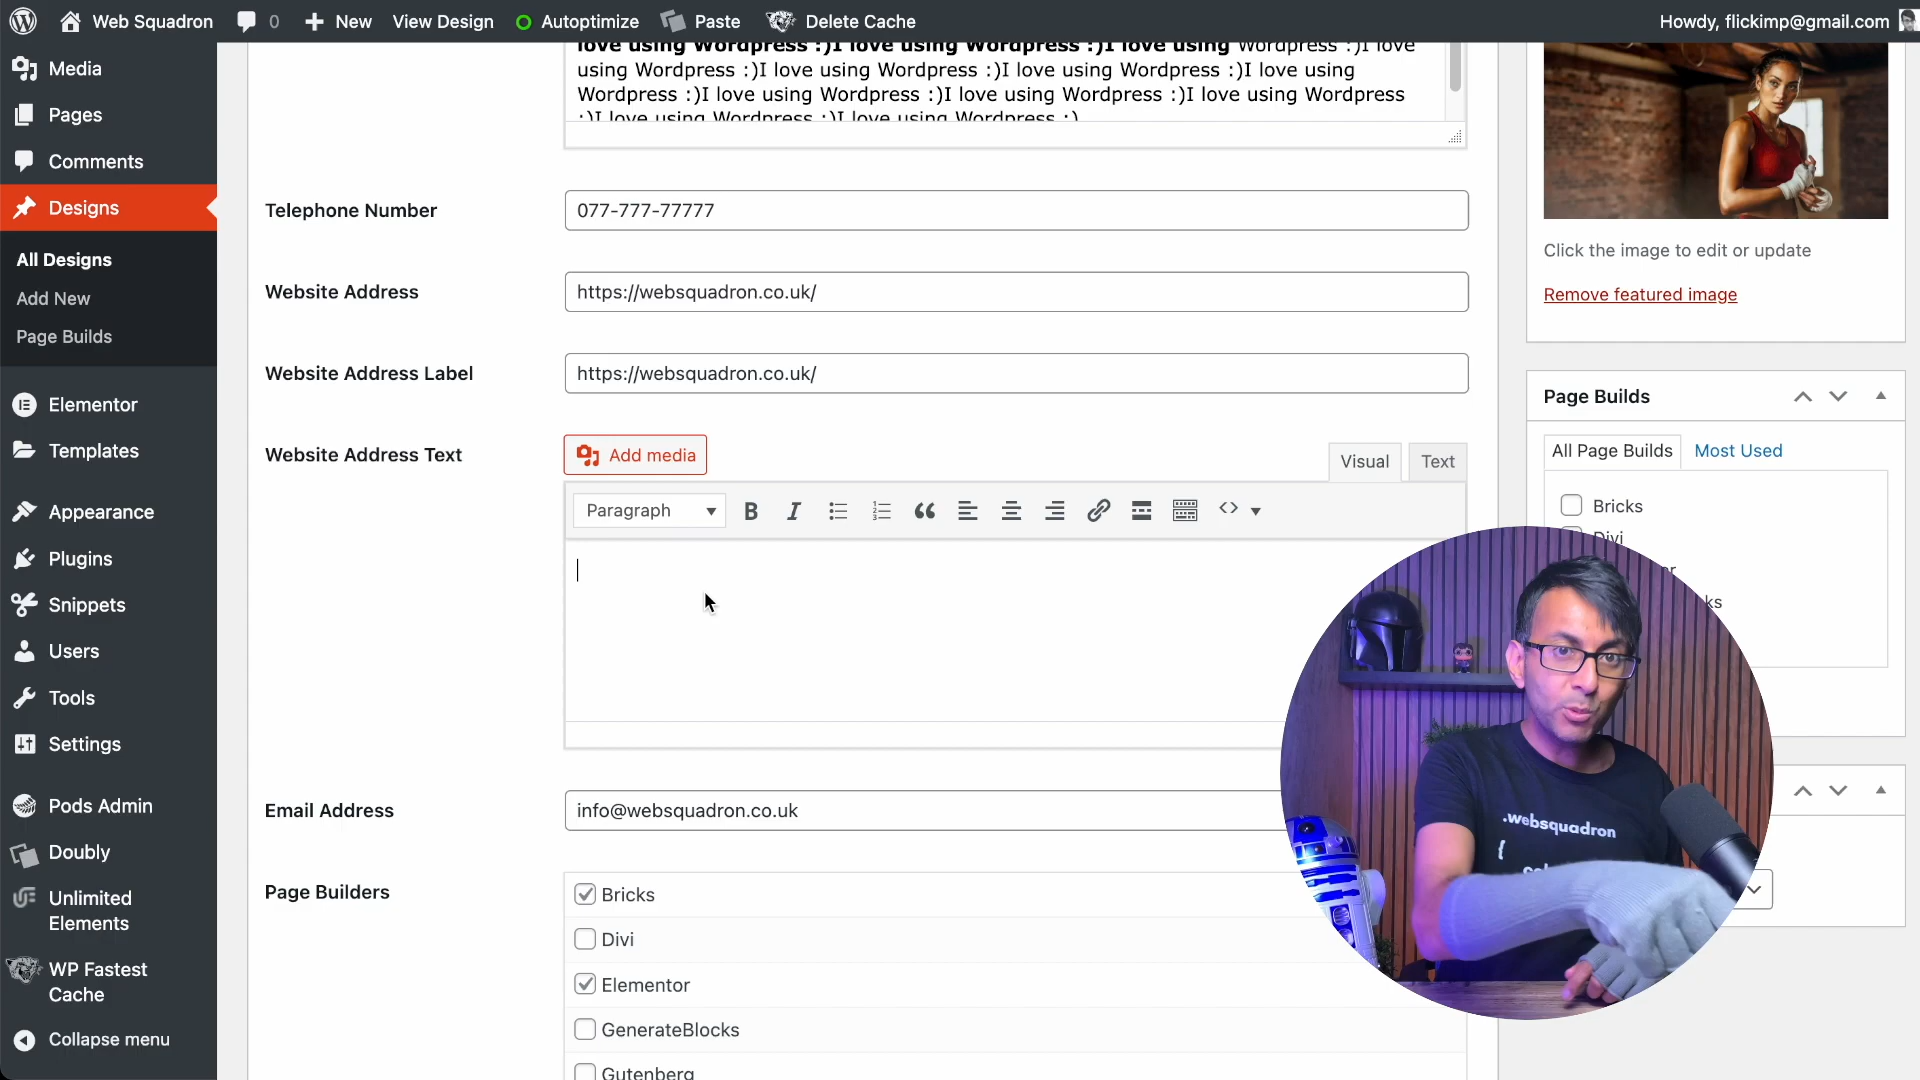 Web Squadron
0
New
View Design
Autoptimize
Paste
Delete Cache
Howdy, flickimp@gmail.com
Media
Pages
Comments
Designs
All Designs
Add New
Page Builds
Elementor
Templates
Appearance
Plugins
Snippets
Users
Tools
Settings
Pods Admin
Doubly
Unlimited
Elements
WP Fastest
Cache
Collapse menu
love using Wordpress :)I love using Wordpress :)I love using Wordpress :)I love
using Wordpress :)I love using Wordpress :)I love using Wordpress :)I love using
Wordpress :)I love using Wordpress :)I love using Wordpress :)I love using Wordpress
:)I love using Wordpress :)I love using Wordpress :)
Telephone Number
077-777-77777
Website Address
https://websquadron.co.uk/
Website Address Label
https://websquadron.co.uk/
Website Address Text
Add media
Visual
Text
Paragraph
Email Address
info@websquadron.co.uk
Page Builders
Bricks
Divi
Elementor
GenerateBlocks
Gutenberg
Click the image to edit or update
Remove featured image
Page Builds
All Page Builds
Most Used
Bricks
Divi
.websquadron
{